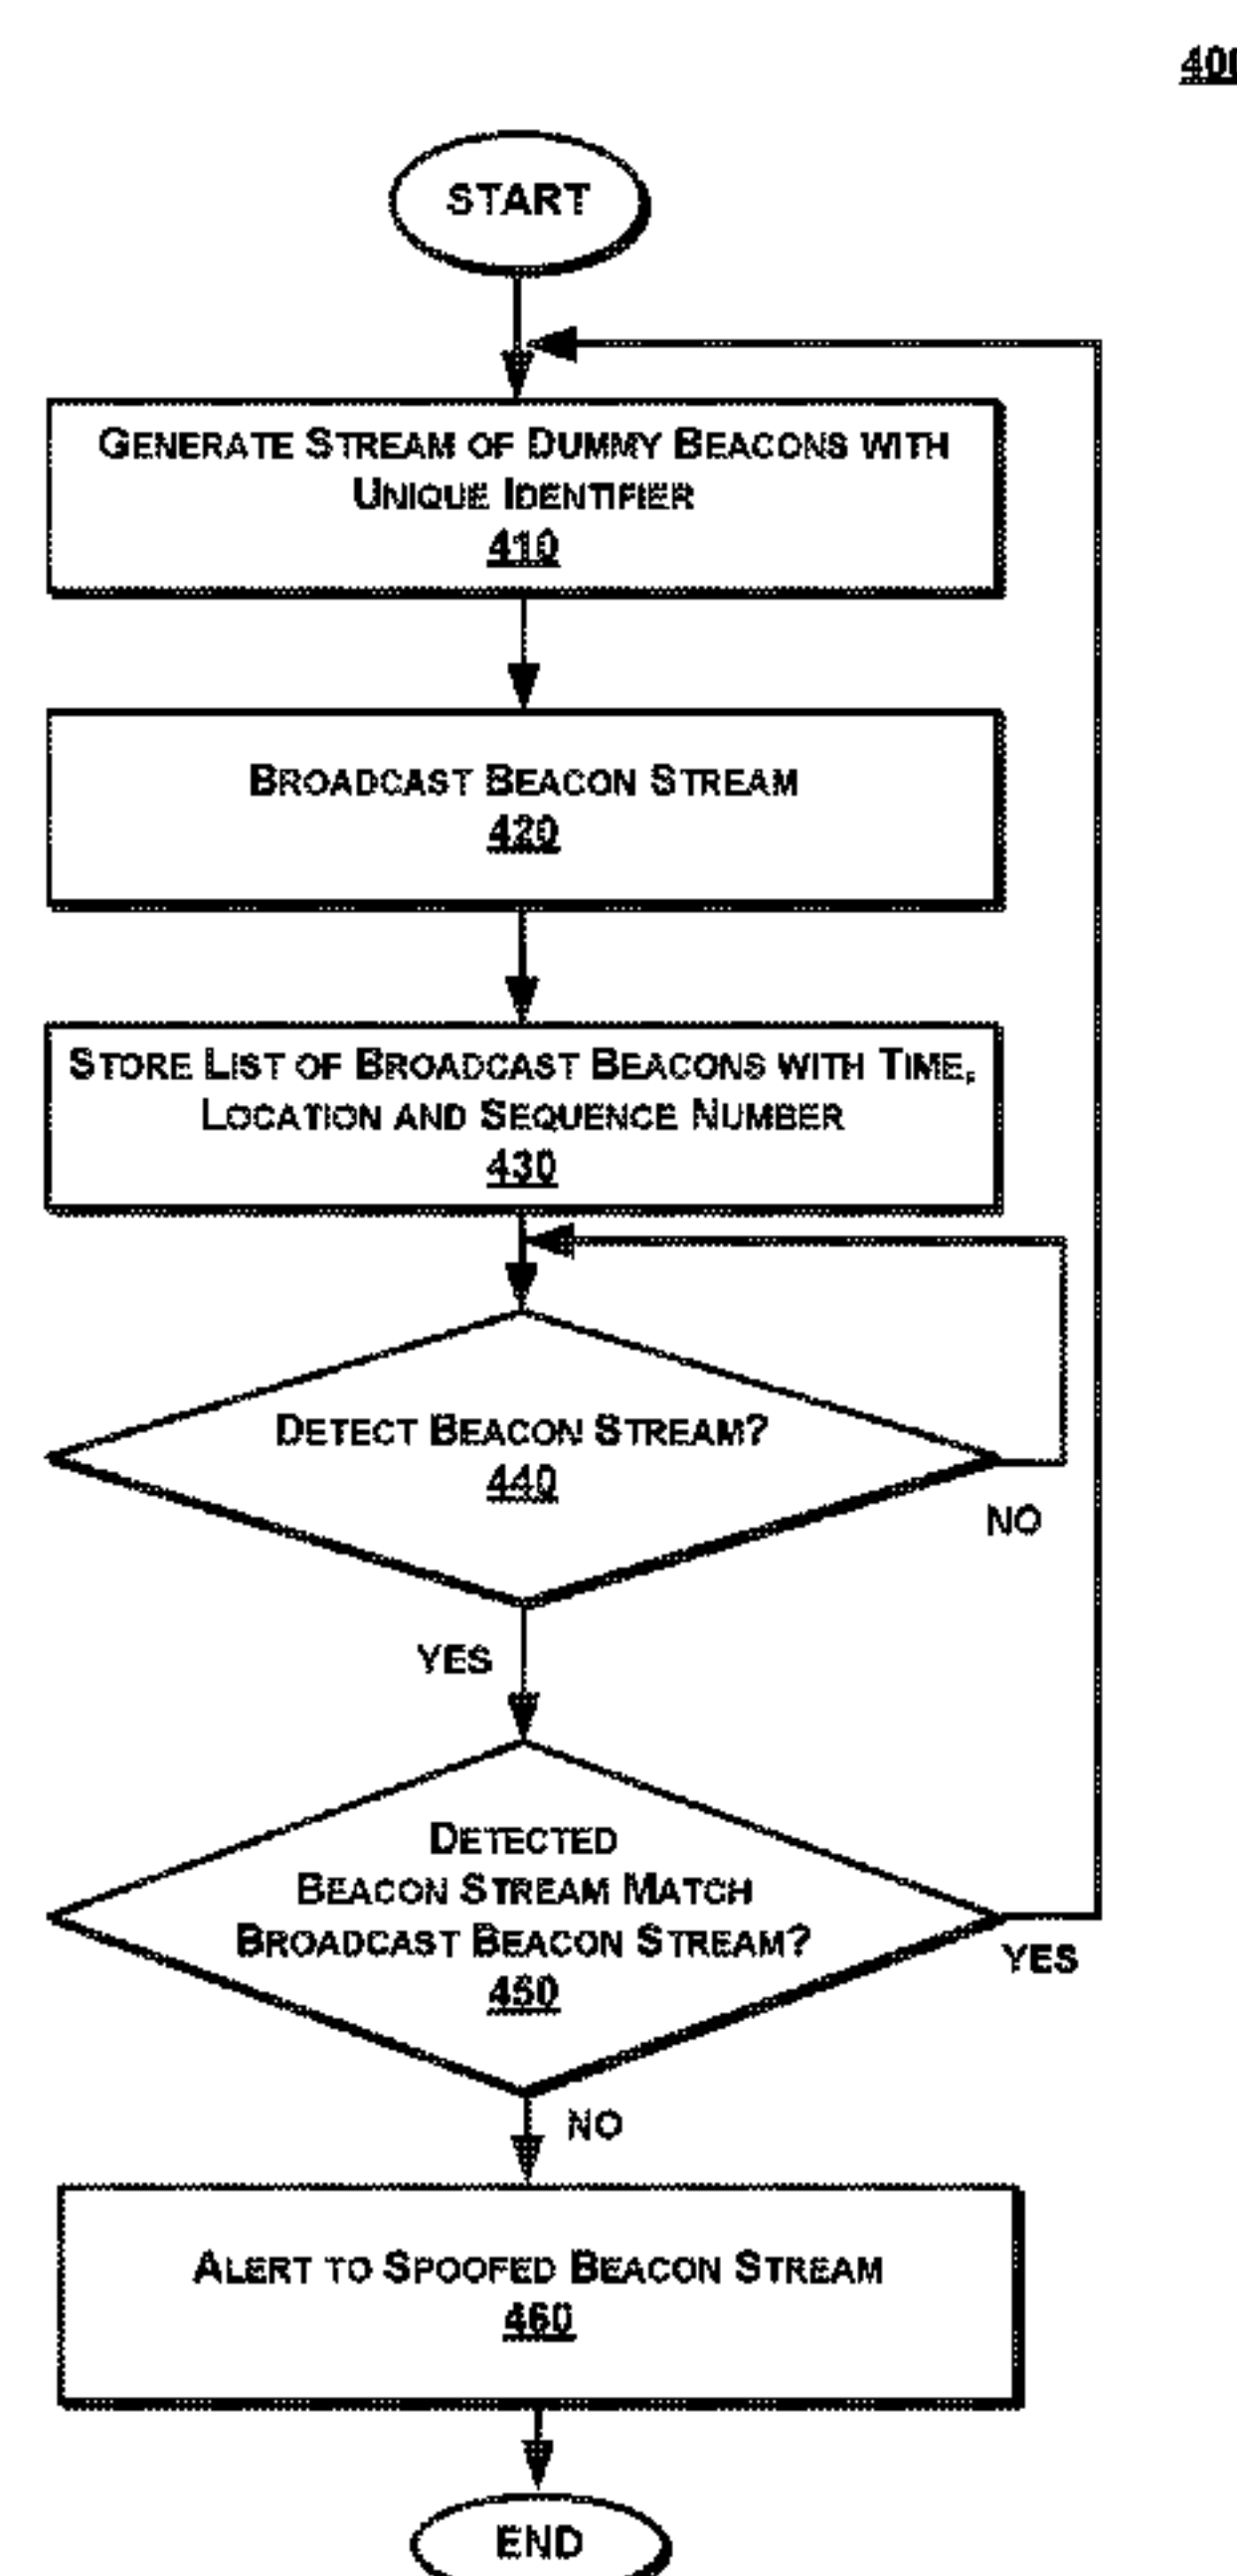 400
START
GENERATE STREAM OF DUMMY BEACONS WITH
UNIQUE IDENTIFIER
410
BROADCAST BEACON STREAM
420
STORE LIST OF BROADCAST BEACONS WITH TIME,
LOCATION AND SEQUENCE NUMBER
430
DETECT BEACON STREAM?
440
NO
YES
DETECTED
BEACON STREAM MATCH
BROADCAST BEACON STREAM?
450
YES
NO
ALERT TO SPOOFED BEACON STREAM
460
END